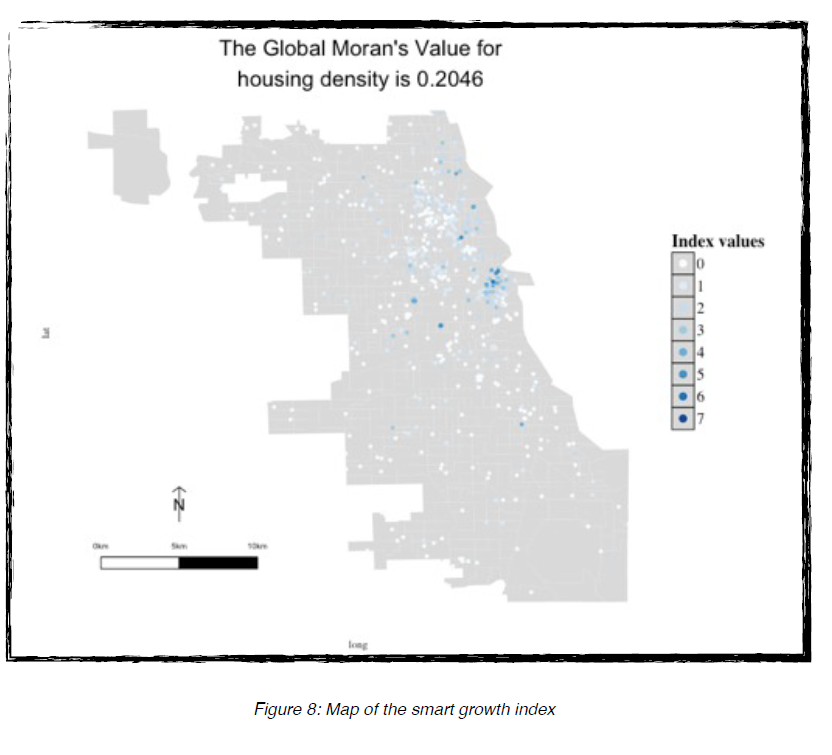 The Global Moran's Value for
housing density is 0.2046
Index values
0
1
2
3
4
5
6
7
lat
N
0km 5km 10km
long
Figure 8: Map of the smart growth index